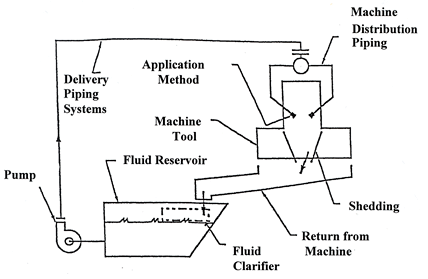 Machine
Distribution
Piping
Application
Method
Delivery
Piping
Systems
Machine
Tool
Fluid Reservoir
Pump
Shedding
Return from
Machine
Fluid
Clarifier